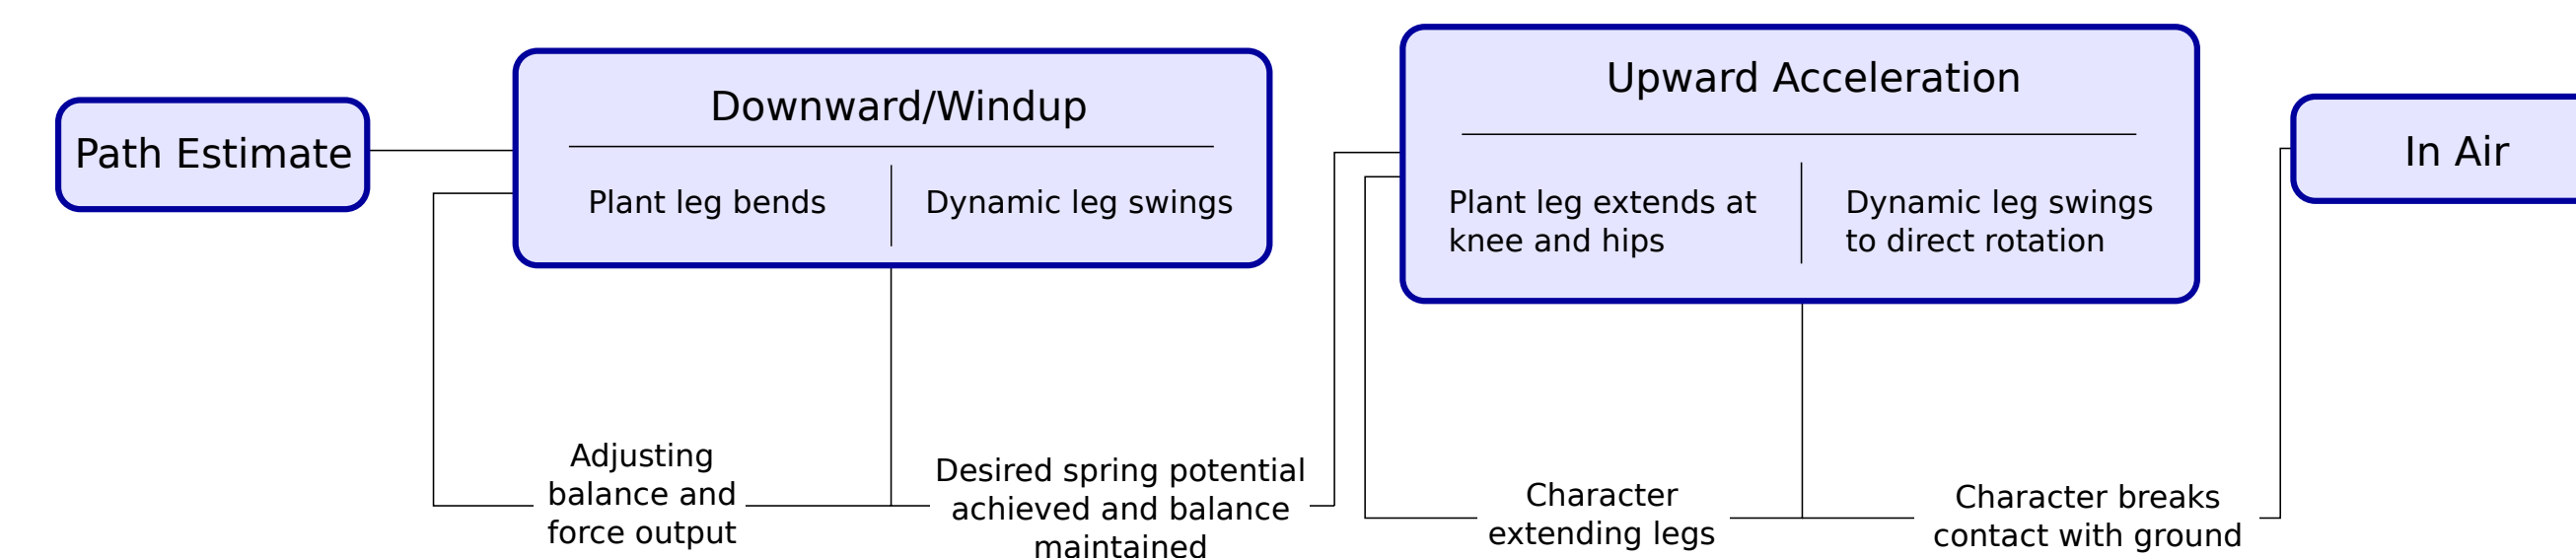 Path Estimate
Downward/Windup
Plant leg bends
Dynamic leg swings
Adjusting
balance and
force output
Desired spring potential
achieved and balance
maintained
Upward Acceleration
Plant leg extends at
knee and hips
Dynamic leg swings
to direct rotation
Character
extending legs
Character breaks
contact with ground
In Air